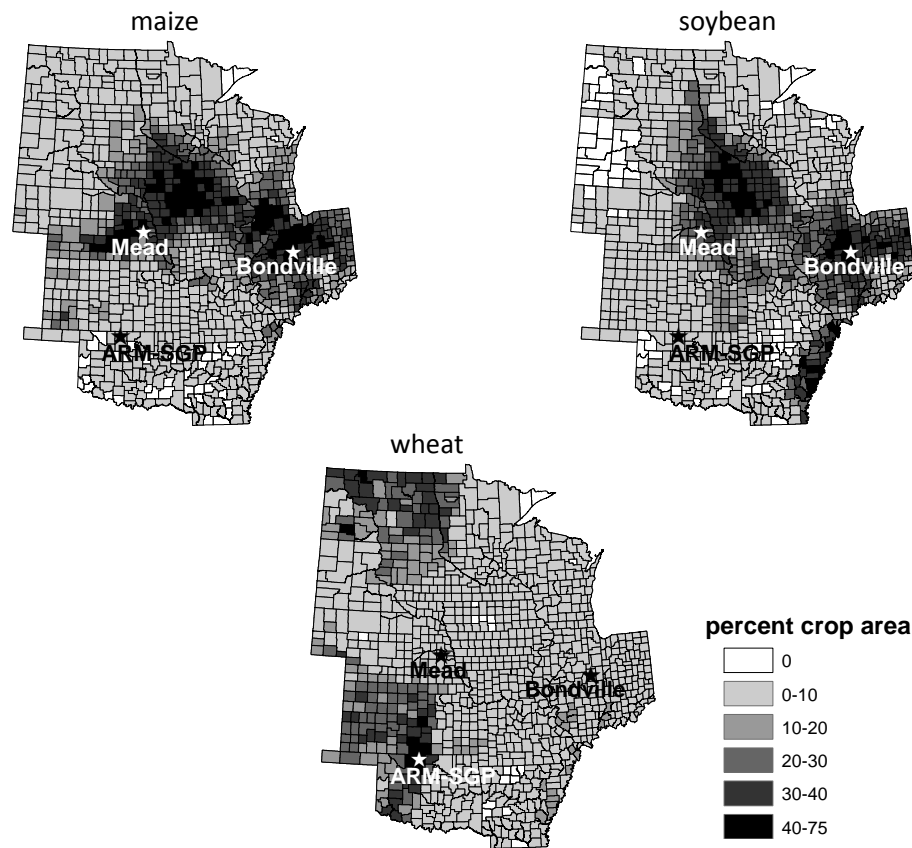 maize
soybean
Mead
Bondville
ARM-SGP
Mead
Bondville
ARM-SGP
wheat
Mead
Bondville
ARM-SGP
percent crop area
0
0-10
10-20
20-30
30-40
40-75